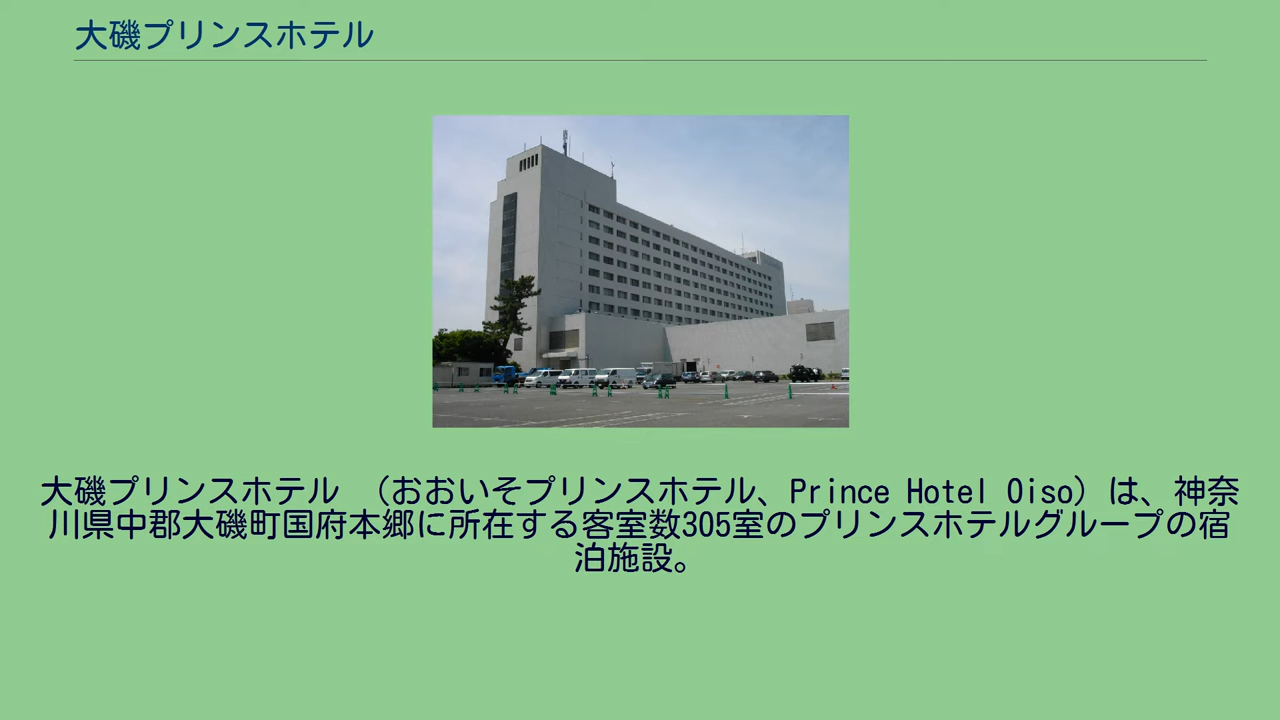 大磯プリンスホテル
大磯プリンスホテル （おおいそプリンスホテル、Prince Hotel Oiso）は、神奈
川県中郡大磯町国府本郷に所在する客室数305室のプリンスホテルグループの宿
泊施設。